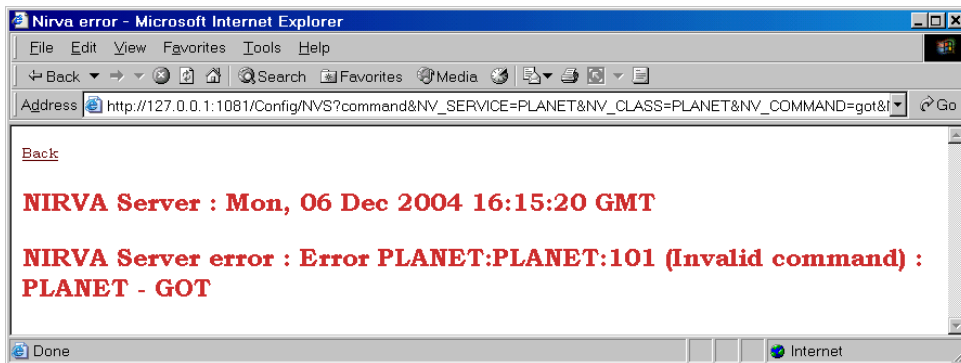 Nirva error - Microsoft Internet Explorer
File Edit View Favorites Tools Help
Back Search Favorites Media
Address http://127.0.0.1:1081/Config/NVS?command&NV_SERVICE=PLANET&NV_CLASS=PLANET&NV_COMMAND=got& Go
Back
NIRVA Server : Mon, 06 Dec 2004 16:15:20 GMT
NIRVA Server error : Error PLANET:PLANET:101 (Invalid command) :
PLANET - GOT
Done Internet